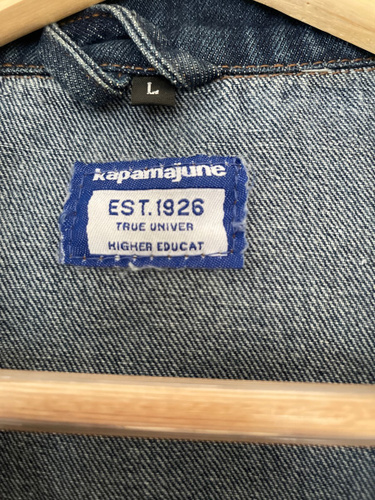 L
kapamajune
EST.1926
TRUE UNIVER
HIGHER EDUCAT